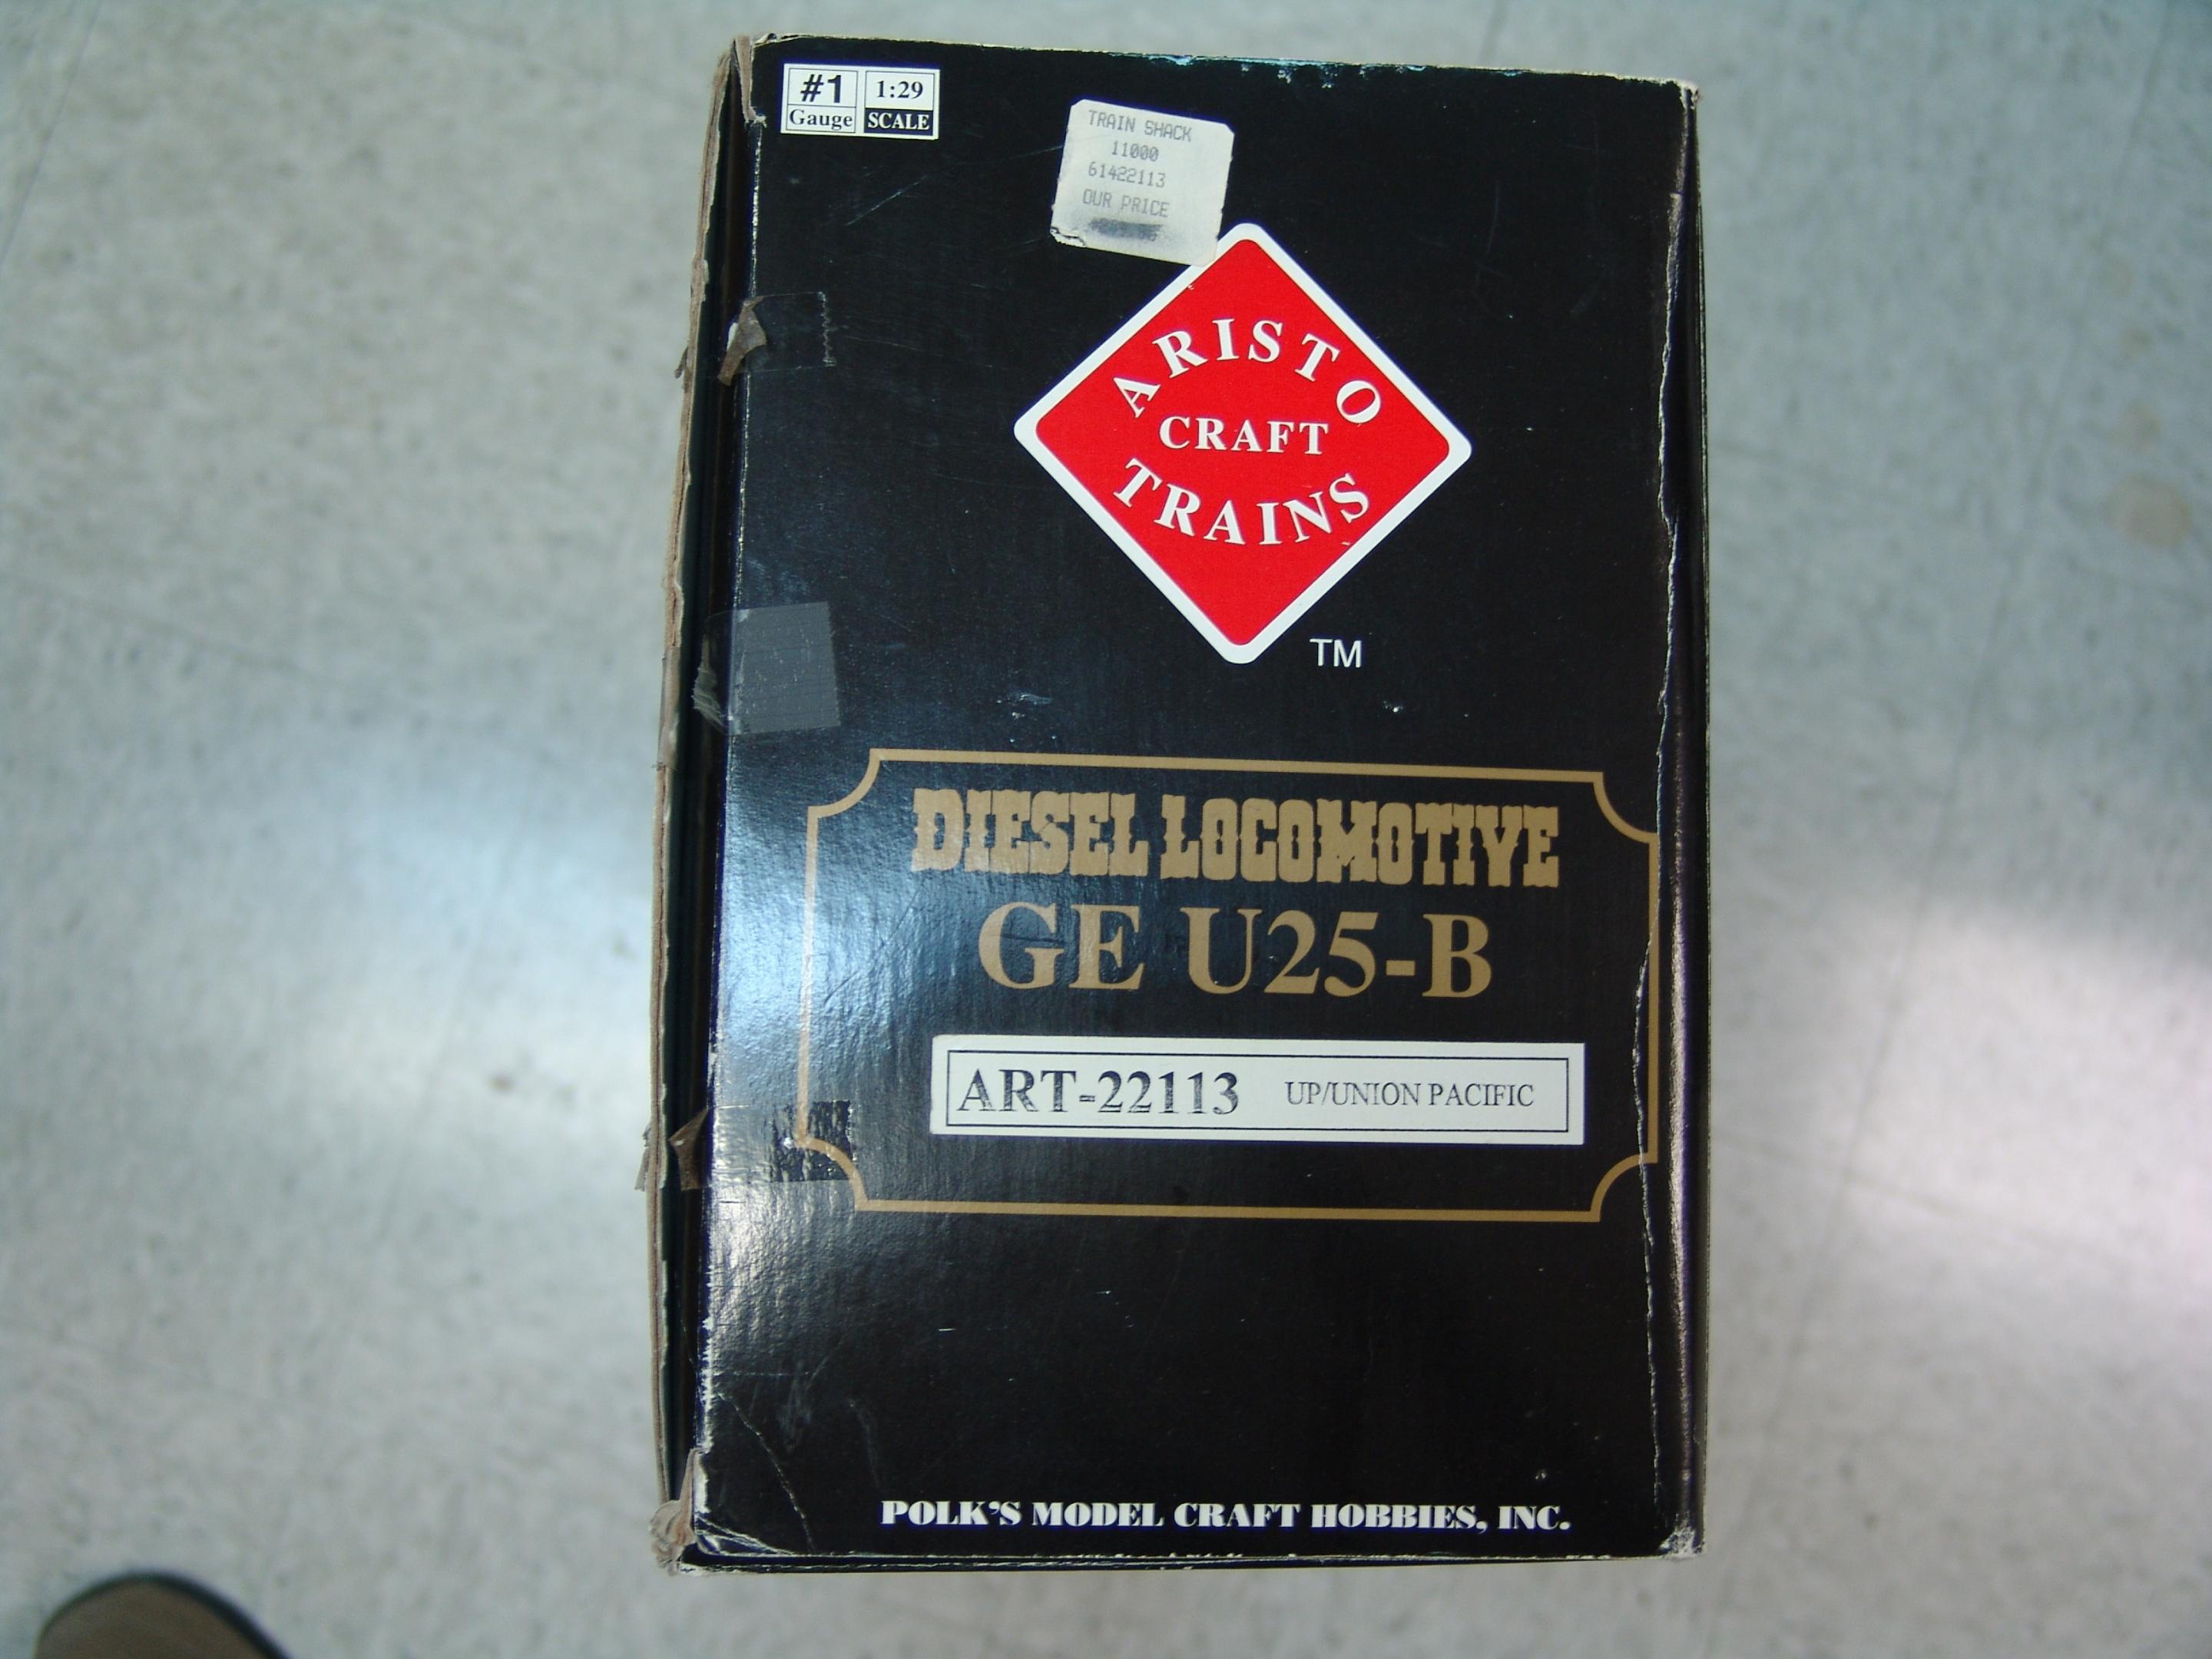 #1
Gauge
1:29
SCALE
TRAIN SHACK
11000
61422113
OUR PRICE
ARISTO
CRAFT
TRAINS
TM
DIESEL LOCOMOTIVE
GE U25-B
ART-22113 UP/UNION PACIFIC
POLK'S MODEL CRAFT HOBBIES, INC.